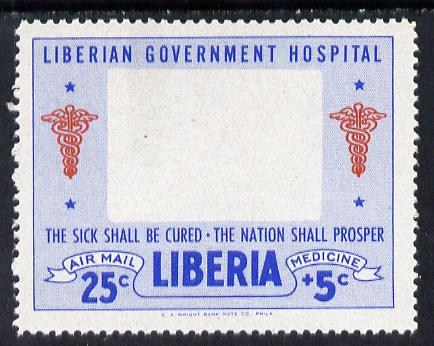 LIBERIAN GOVERNMENT HOSPITAL
THE SICK SHALL BE CURED · THE NATION SHALL PROSPER
AIR MAIL
MEDICINE
25c LIBERIA +5c
E. A. WRIGHT BANK NOTE CO., PHILA.